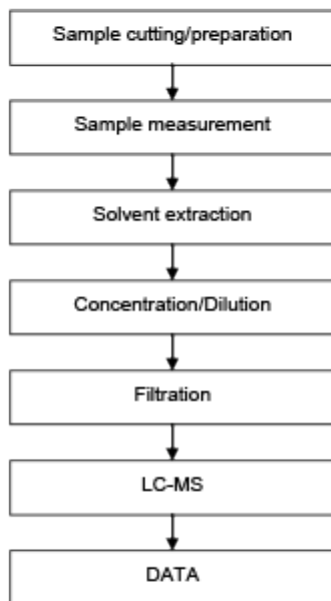 Sample cutting/preparation
Sample measurement
Solvent extraction
Concentration/Dilution
Filtration
LC-MS
DATA